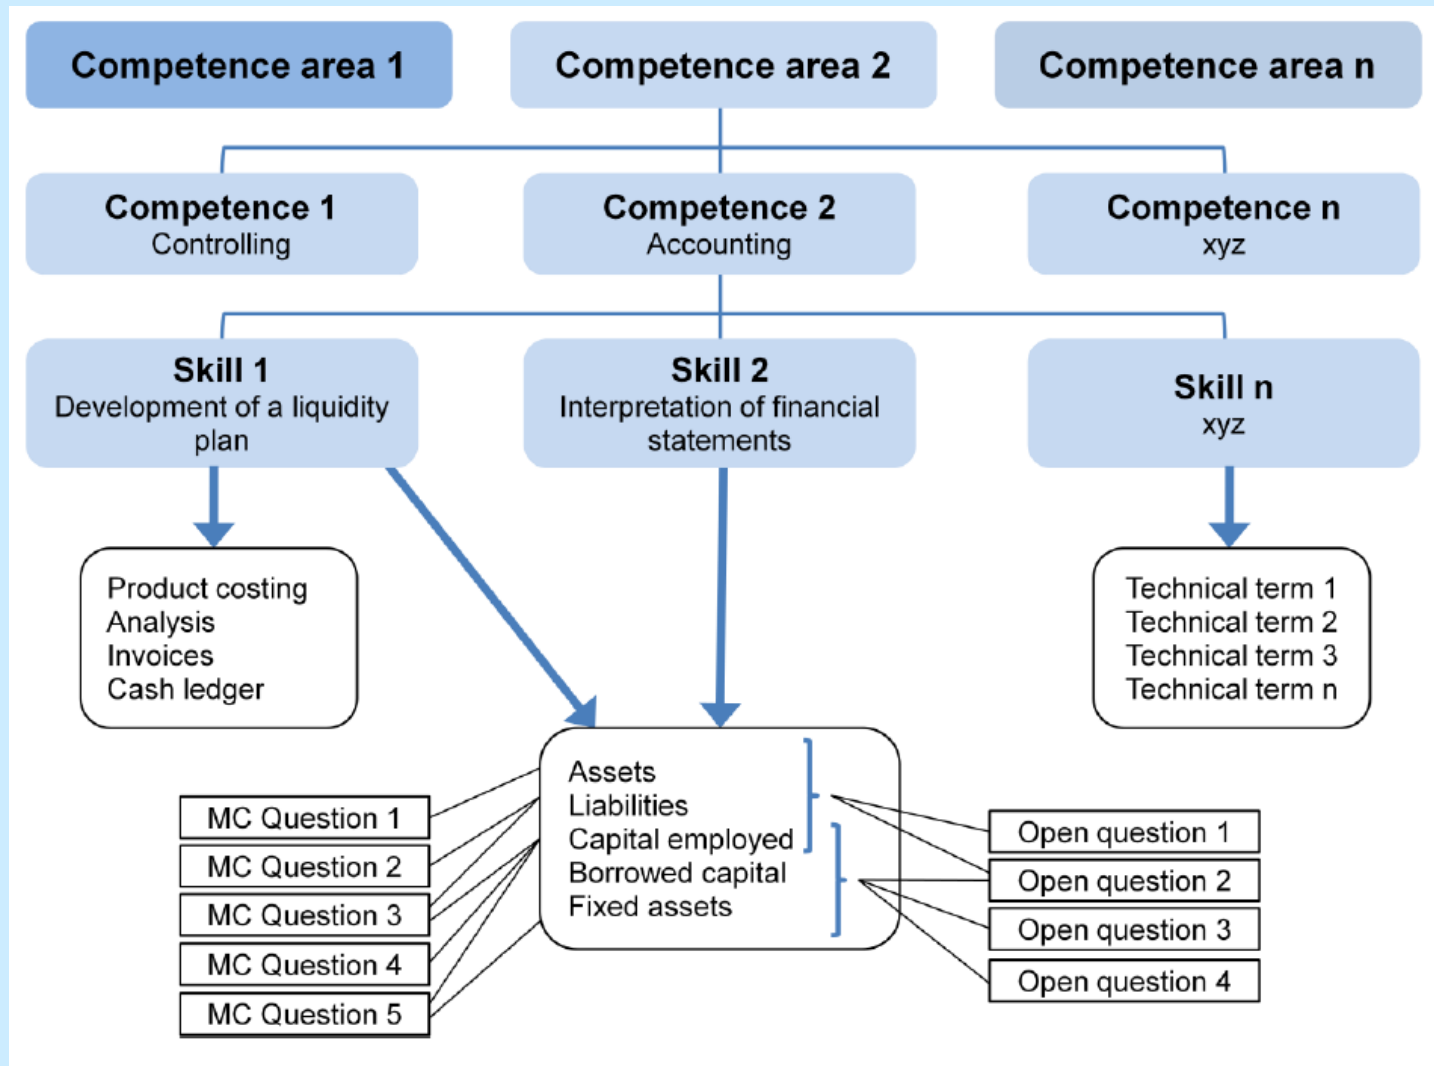 Competence area 1
Competence area 2
Competence area n
Competence 1
Controlling
Competence 2
Accounting
Competence n
xyz
Skill 1
Development of a liquidity
plan
Skill 2
Interpretation of financial
statements
Skill n
xyz
Product costing
Analysis
Invoices
Cash ledger
Technical term 1
Technical term 2
Technical term 3
Technical term n
Assets
Liabilities
Capital employed
Borrowed capital
Fixed assets
MC Question 1
MC Question 2
MC Question 3
MC Question 4
MC Question 5
Open question 1
Open question 2
Open question 3
Open question 4